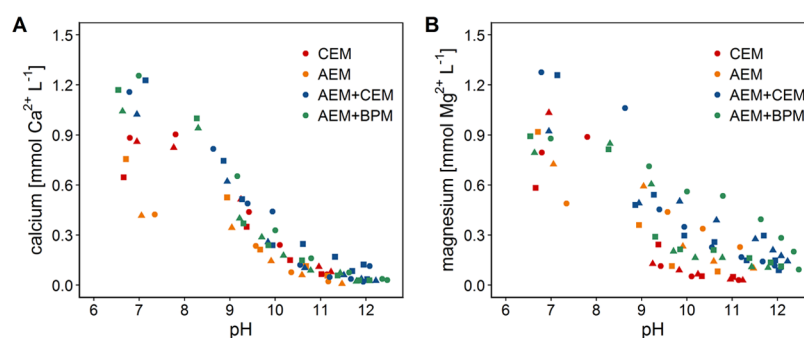 A
calcium [mmol Ca²⁺ L⁻¹]
1.5
1.2
0.9
0.6
0.3
0.0
6 7 8 9 10 11 12
pH
CEM
AEM
AEM+CEM
AEM+BPM
B
magnesium [mmol Mg²⁺ L⁻¹]
1.5
1.2
0.9
0.6
0.3
0.0
6 7 8 9 10 11 12
pH
CEM
AEM
AEM+CEM
AEM+BPM